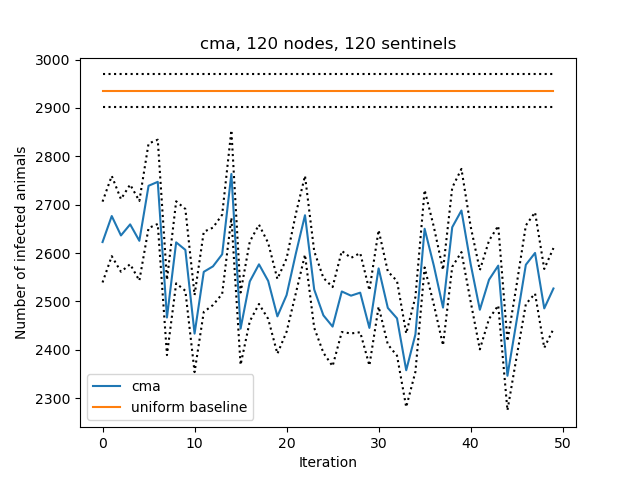 cma, 120 nodes, 120 sentinels
3000
2900
2800
2700
2600
2500
2400
2300
Number of infected animals
cma
uniform baseline
0 10 20 30 40 50
Iteration